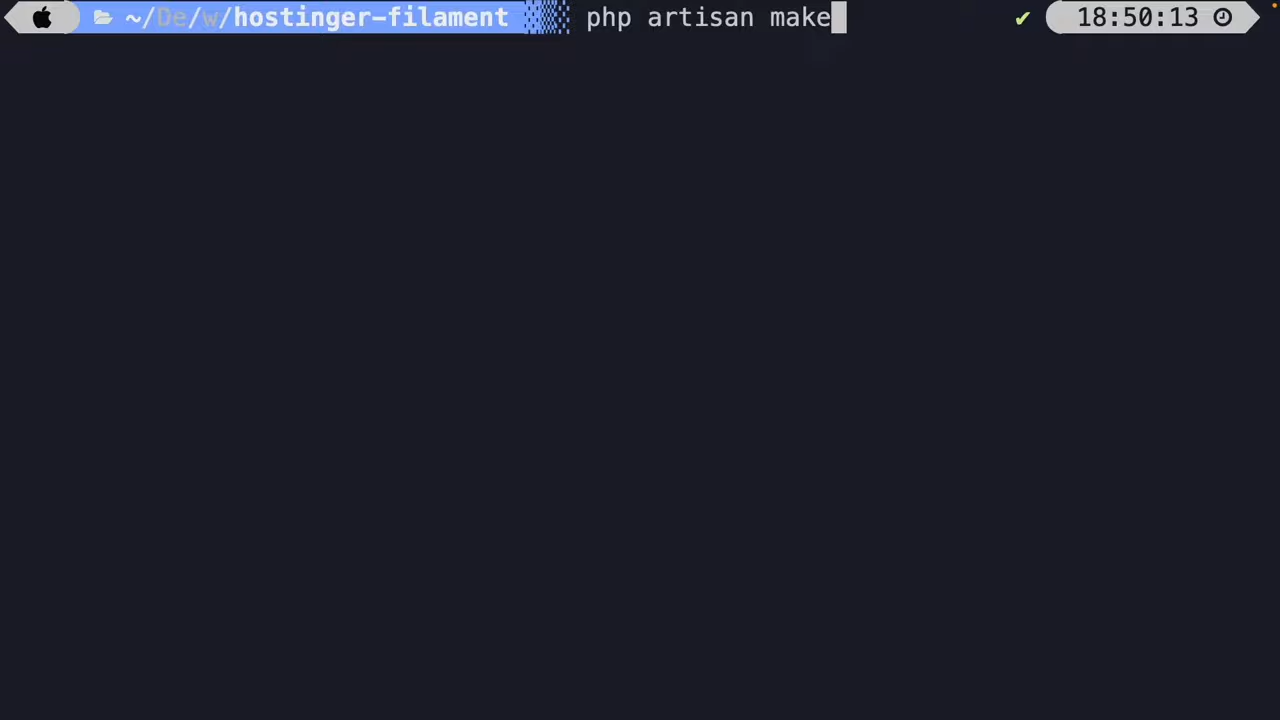 ~/De/w/hostinger-filament php artisan make ✔ 18:50:13